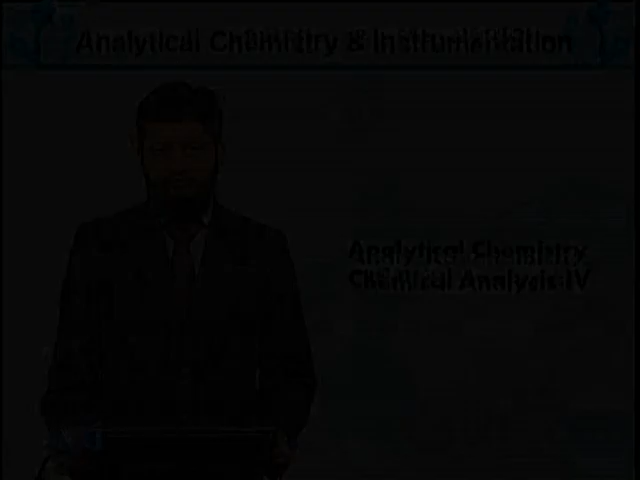 Analytical Chemistry & Instrumentation
Analytical Chemistry
Chemical Analysis-IV